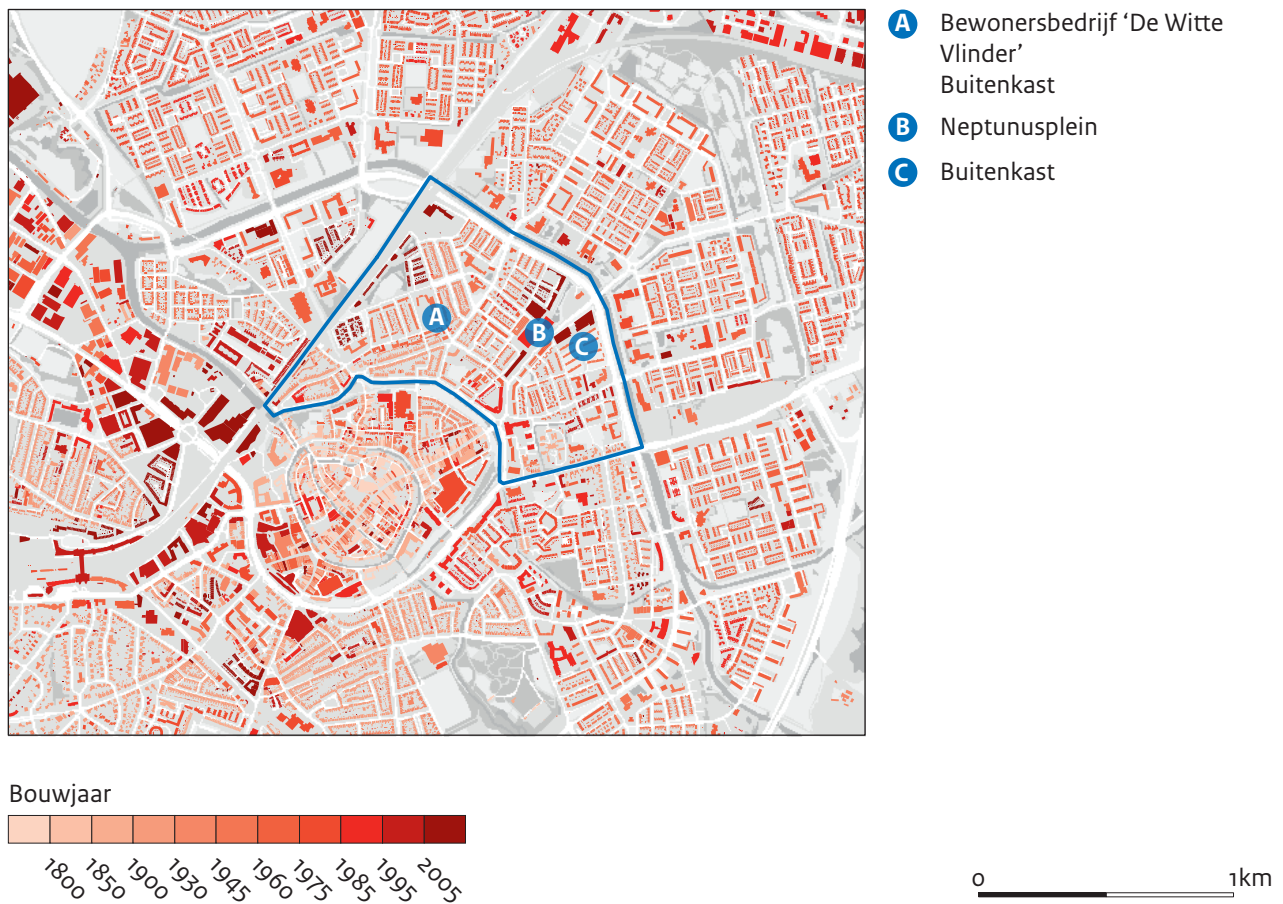 A Bewonersbedrijf ‘De Witte
Vlinder’
Buitenkast
B Neptunusplein
C Buitenkast
A
B
C
Bouwjaar
1800 1850 1900 1930 1945 1960 1975 1985 1995 2005
0 1km